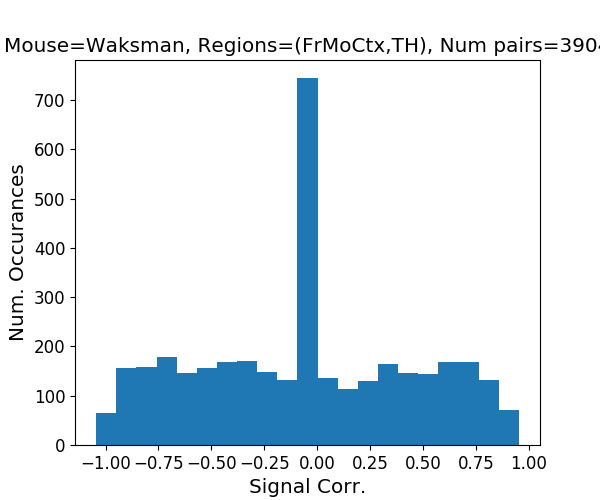 Mouse=Waksman, Regions=(FrMoCtx,TH), Num pairs=3904
700
600
500
400
300
200
100
0
Num. Occurances
−1.00 −0.75 −0.50 −0.25 0.00 0.25 0.50 0.75 1.00
Signal Corr.